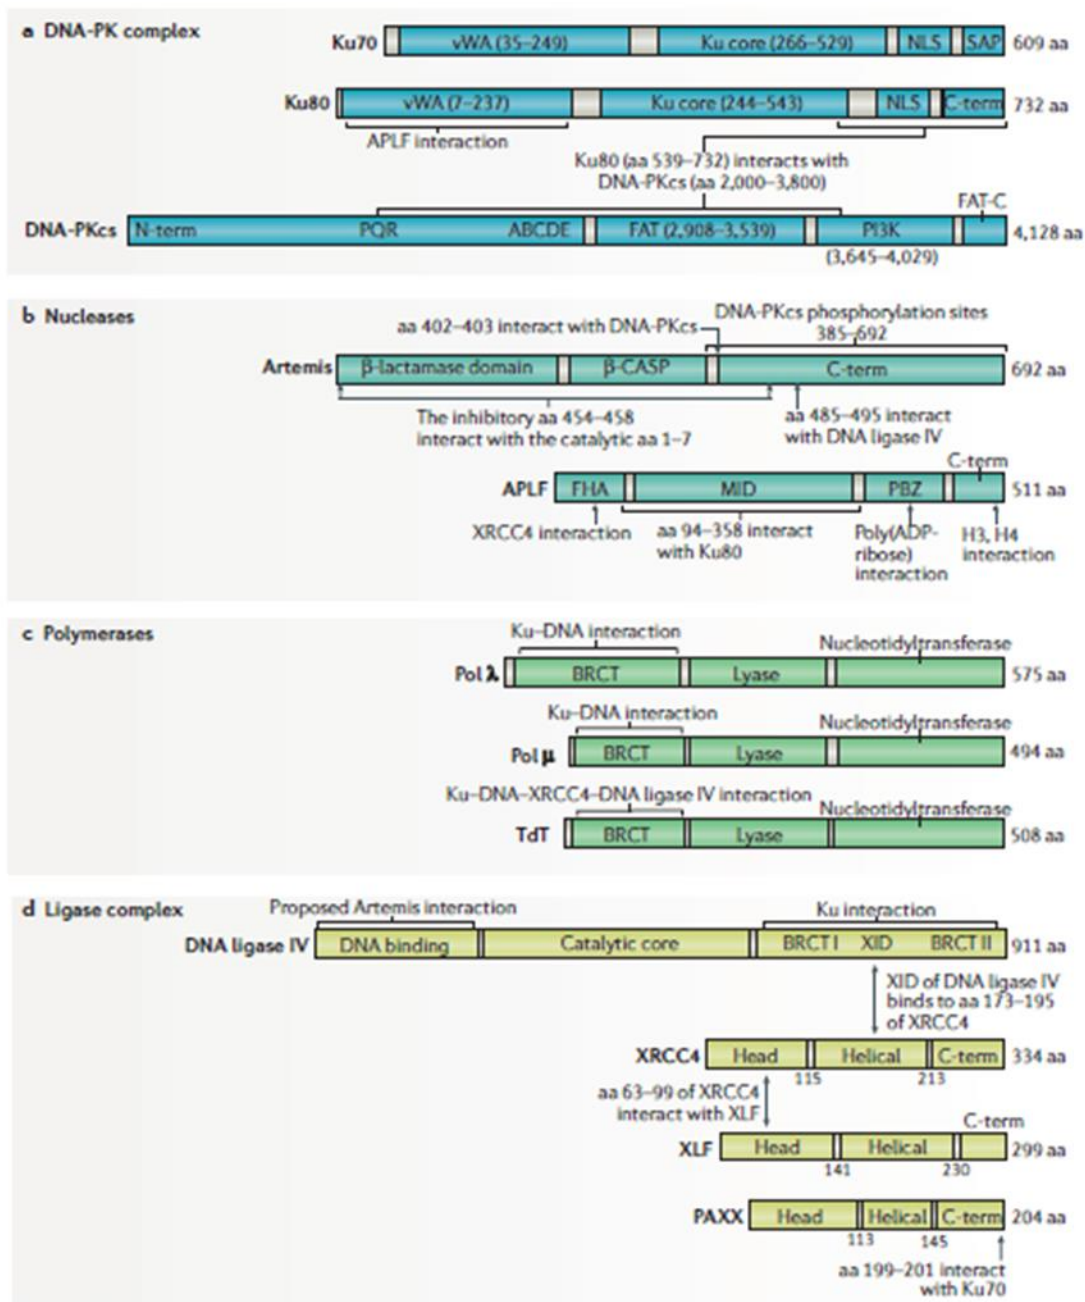 a DNA-PK complex
Ku70 vWA (35–249) Ku core (266–529) NLS SAP 609 aa
Ku80 vWA (7–237) Ku core (244–543) NLS C-term 732 aa
APLF interaction
Ku80 (aa 539–732) interacts with
DNA-PKcs (aa 2,000–3,800)
FAT-C
DNA-PKcs N-term PQR ABCDE FAT (2,908–3,539) PI3K 4,128 aa
(3,645–4,029)
b Nucleases
DNA-PKcs phosphorylation sites
385–692
aa 402–403 interact with DNA-PKcs
Artemis β-lactamase domain β-CASP C-term 692 aa
The inhibitory aa 454–458
interact with the catalytic aa 1–7
aa 485–495 interact
with DNA ligase IV
C-term
APLF FHA MID PBZ 511 aa
XRCC4 interaction
aa 94–358 interact
with Ku80
Poly(ADP-
ribose)
interaction
H3, H4
interaction
c Polymerases
Ku–DNA interaction
Nucleotidyltransferase
Pol λ BRCT Lyase 575 aa
Ku–DNA interaction
Nucleotidyltransferase
Pol μ BRCT Lyase 494 aa
Ku–DNA–XRCC4–DNA ligase IV interaction
Nucleotidyltransferase
TdT BRCT Lyase 508 aa
d Ligase complex
Proposed Artemis interaction
Ku interaction
DNA ligase IV DNA binding Catalytic core BRCT I XID BRCT II 911 aa
XID of DNA ligase IV
binds to aa 173–195
of XRCC4
XRCC4 Head Helical C-term 334 aa
115 213
aa 63–99 of XRCC4
interact with XLF
C-term
XLF Head Helical 299 aa
141 230
PAXX Head Helical C-term 204 aa
113 145
aa 199–201 interact
with Ku70